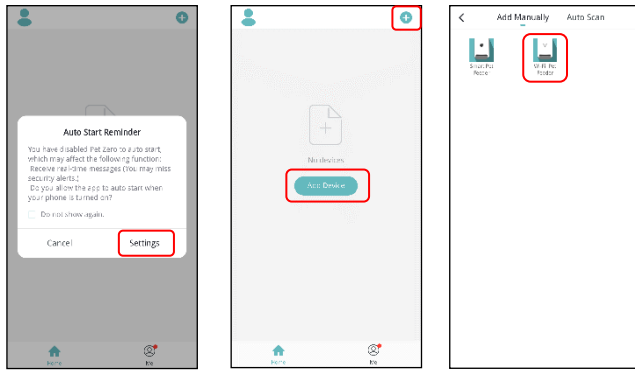 Auto Start Reminder
You have disabled Pet Zero to auto start,
which may affect the following function:
Receive real-time messages (You may miss
security alerts.)
Do you allow the app to auto start when
your phone is turned on?
Do not show again.
Cancel
Settings
Home
Me
No devices
Add Device
Home
Me
Add Manually
Auto Scan
Smart Pet
Feeder
Wi-Fi Pet
Feeder